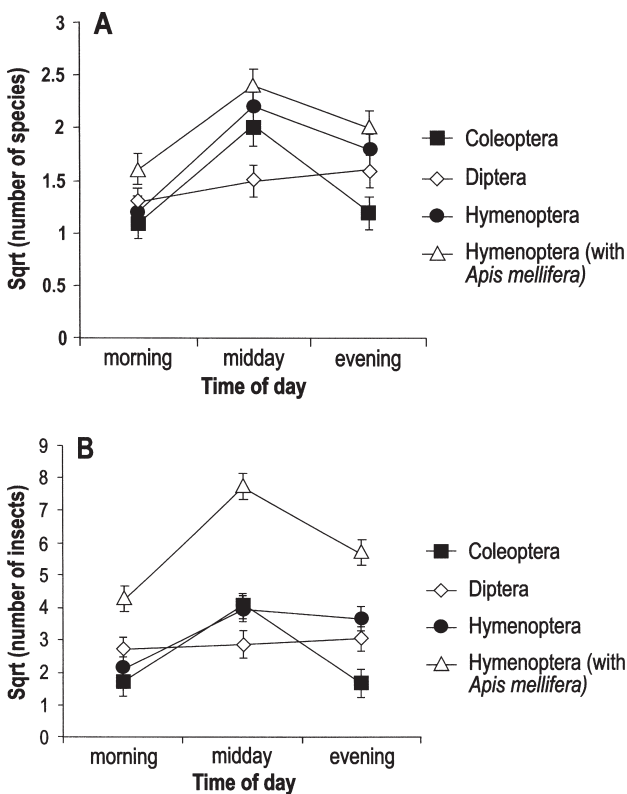 A
3
2.5
2
1.5
1
0.5
0
Sqrt (number of species)
morning midday evening
Time of day
Coleoptera
Diptera
Hymenoptera
Hymenoptera (with
Apis mellifera)
B
9
8
7
6
5
4
3
2
1
0
Sqrt (number of insects)
morning midday evening
Time of day
Coleoptera
Diptera
Hymenoptera
Hymenoptera (with
Apis mellifera)